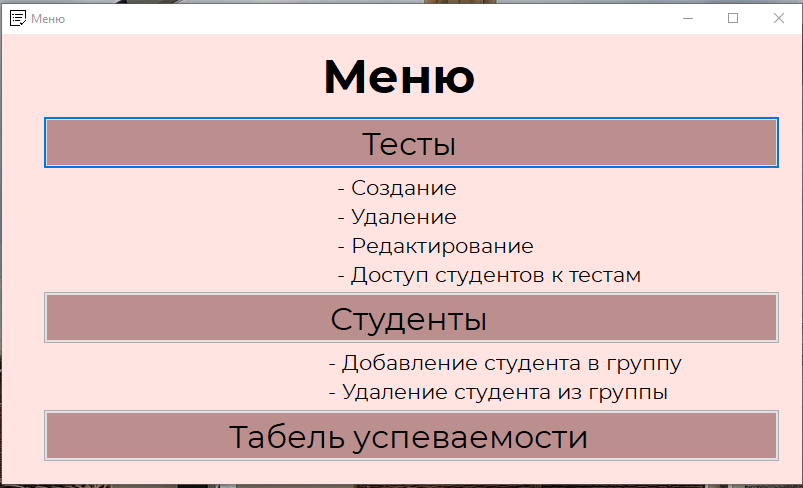 Меню
Меню
Тесты
- Создание
- Удаление
- Редактирование
- Доступ студентов к тестам
Студенты
- Добавление студента в группу
- Удаление студента из группы
Табель успеваемости